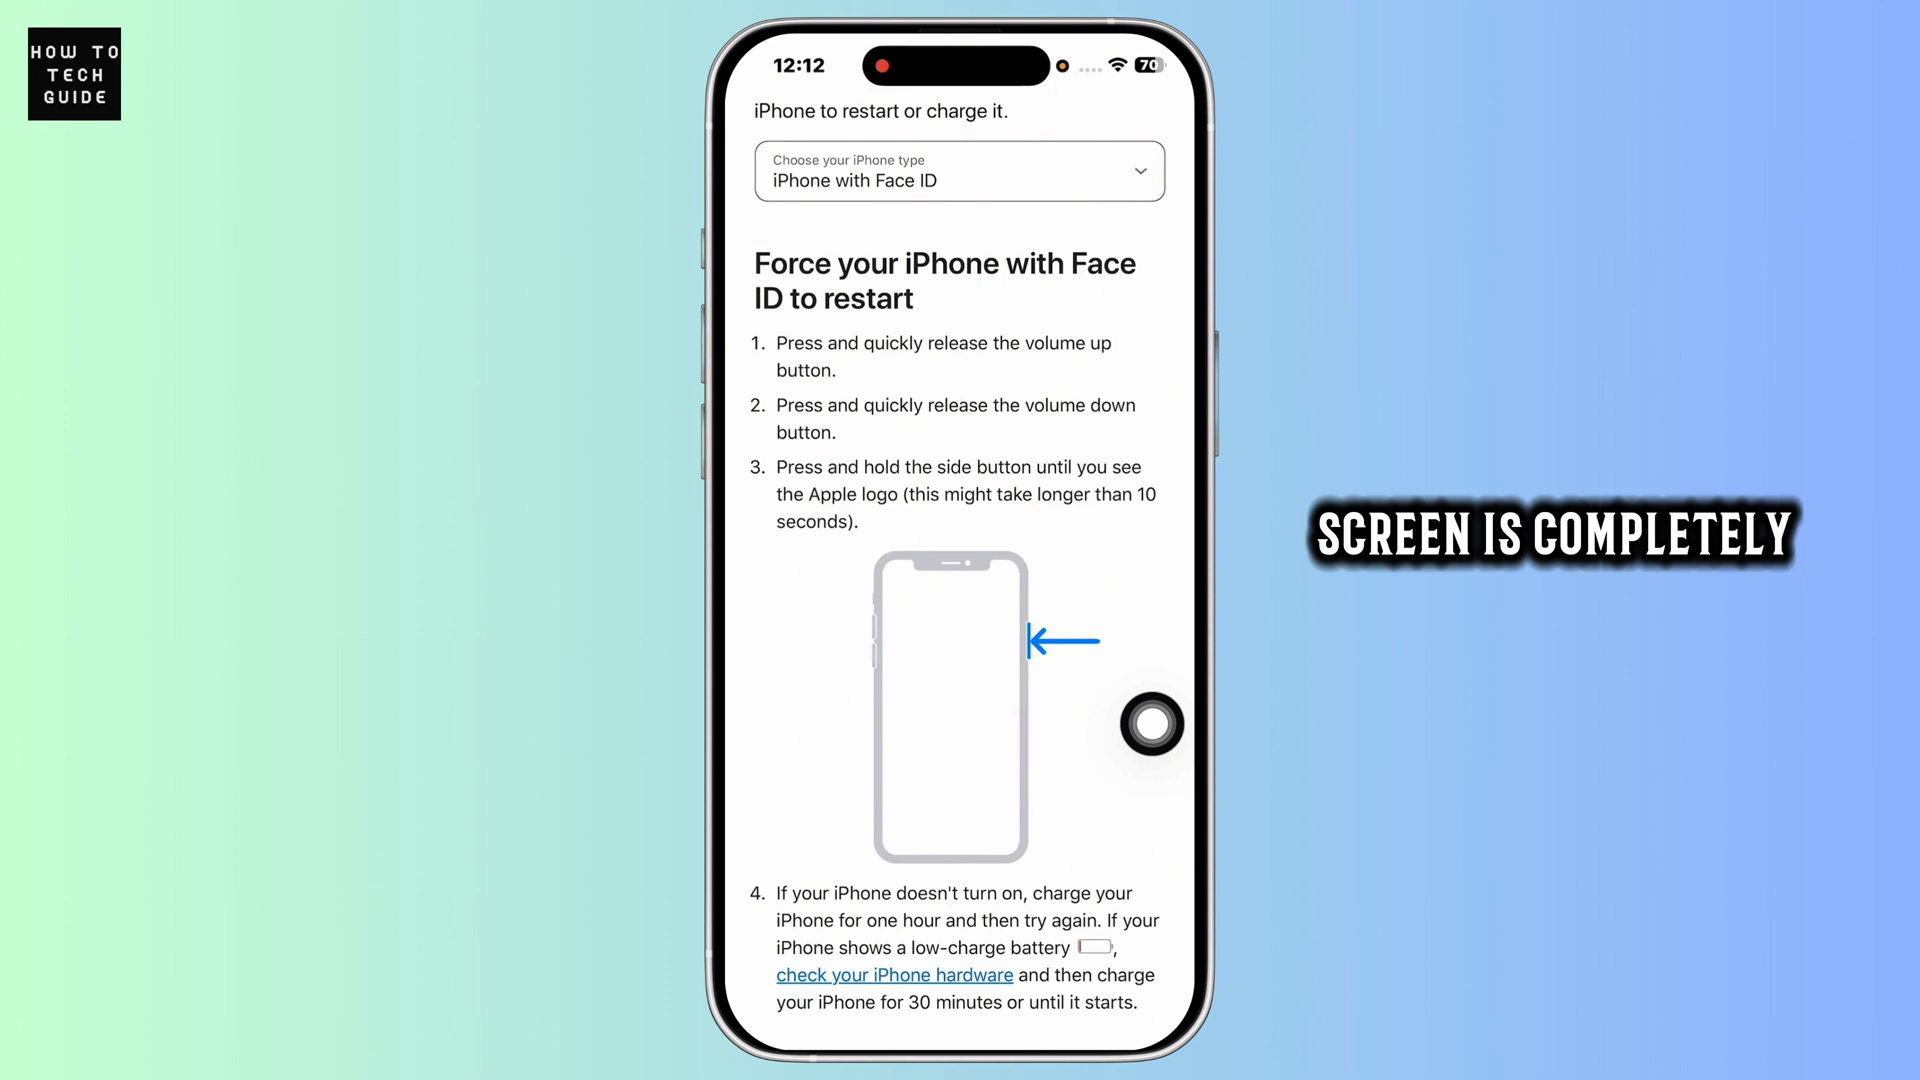 HOW TO
TECH
GUIDE
12:12
70
iPhone to restart or charge it.
Choose your iPhone type
iPhone with Face ID
Force your iPhone with Face
ID to restart
1. Press and quickly release the volume up
button.
2. Press and quickly release the volume down
button.
3. Press and hold the side button until you see
the Apple logo (this might take longer than 10
seconds).
SCREEN IS COMPLETELY
4. If your iPhone doesn't turn on, charge your
iPhone for one hour and then try again. If your
iPhone shows a low-charge battery ,
check your iPhone hardware and then charge
your iPhone for 30 minutes or until it starts.